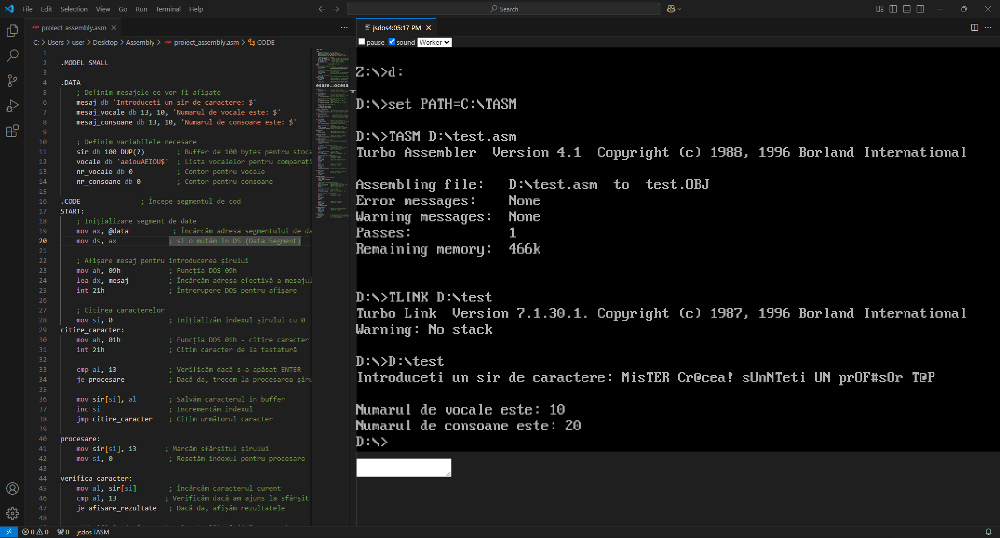 File Edit Selection View Go Run Terminal Help
Search
proiect_assembly.asm
C: > Users > user > Desktop > Assembly > proiect_assembly.asm > CODE
1
2 .MODEL SMALL
3
4 .DATA
5 ; Definim mesajele ce vor fi afișate
6 mesaj db 'Introduceti un sir de caractere: $'
7 mesaj_vocale db 13, 10, 'Numarul de vocale este: $'
8 mesaj_consoane db 13, 10, 'Numarul de consoane este: $'
9
10 ; Definim variabilele necesare
11 sir db 100 DUP(?) ; Buffer de 100 bytes pentru stoca
12 vocale db 'aeiouAEIOU$' ; Lista vocalelor pentru comparați
13 nr_vocale db 0 ; Contor pentru vocale
14 nr_consoane db 0 ; Contor pentru consoane
15
16 .CODE ; Începe segmentul de cod
17 START:
18 ; Inițializare segment de date
19 mov ax, @data ; Încărcăm adresa segmentului de da
20 mov ds, ax ; și o mutăm în DS (Data Segment)
21
22 ; Afișare mesaj pentru introducerea șirului
23 mov ah, 09h ; Funcția DOS 09h
24 lea dx, mesaj ; Încărcăm adresa efectivă a mesajul
25 int 21h ; Întrerupere DOS pentru afișare
26
27 ; Citirea caracterelor
28 mov si, 0 ; Inițializăm indexul șirului cu 0
29 citire_caracter:
30 mov ah, 01h ; Funcția DOS 01h - citire caracter
31 int 21h ; Citim caracter de la tastatură
32
33 cmp al, 13 ; Verificăm dacă s-a apăsat ENTER
34 je procesare ; Dacă da, trecem la procesarea șiru
35
36 mov sir[si], al ; Salvăm caracterul în buffer
37 inc si ; Incrementăm indexul
38 jmp citire_caracter ; Citim următorul caracter
39
40 procesare:
41 mov sir[si], 13 ; Marcăm sfârșitul șirului
42 mov si, 0 ; Resetăm indexul pentru procesare
43
44 verifica_caracter:
45 mov al, sir[si] ; Încărcăm caracterul curent
46 cmp al, 13 ; Verificăm dacă am ajuns la sfârșit
47 je afisare_rezultate ; Dacă da, afișăm rezultatele
48
esare...ocesa
jsdos4:05:17 PM
pause sound Worker
Z:\>d:
D:\>set PATH=C:\TASM
D:\>TASM D:\test.asm
Turbo Assembler Version 4.1 Copyright (c) 1988, 1996 Borland International
Assembling file: D:\test.asm to test.OBJ
Error messages: None
Warning messages: None
Passes: 1
Remaining memory: 466k
D:\>TLINK D:\test
Turbo Link Version 7.1.30.1. Copyright (c) 1987, 1996 Borland International
Warning: No stack
D:\>D:\test
Introduceti un sir de caractere: MisTER Cr@cea! sUnNTeti UN prOF#sOr T@P
Numarul de vocale este: 10
Numarul de consoane este: 20
D:\>
0 0 0 jsdos TASM